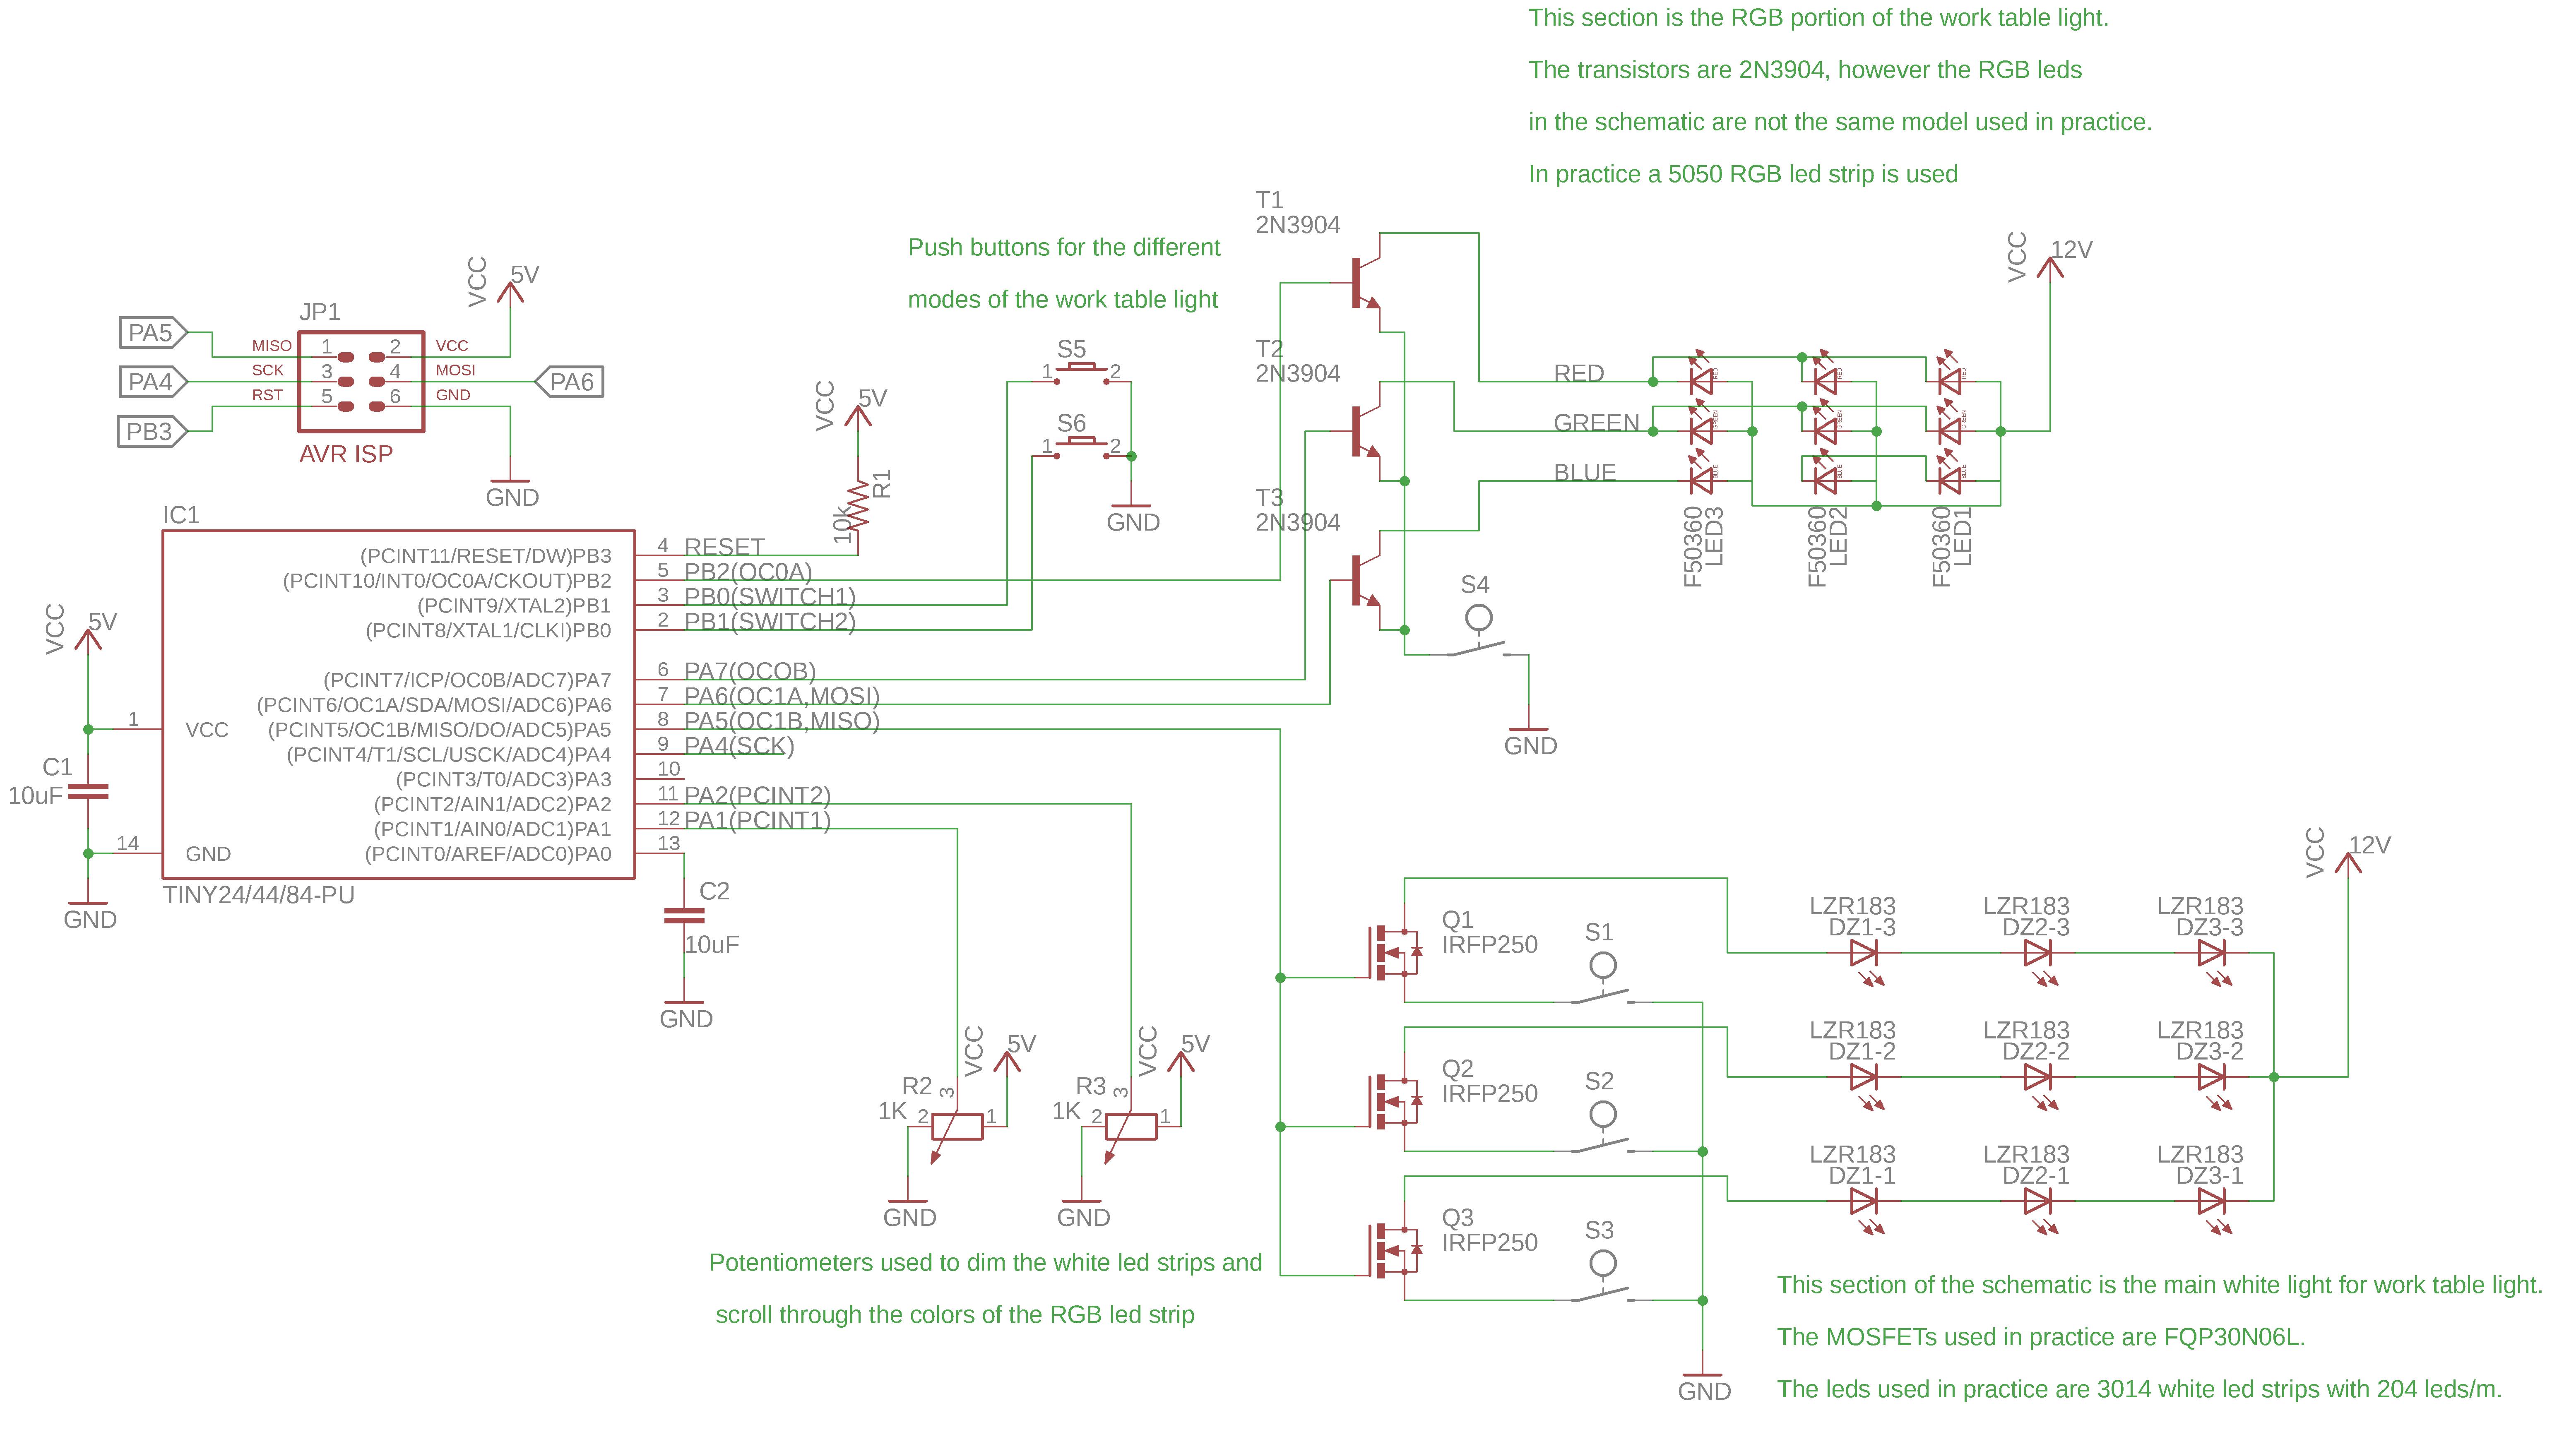 This section is the RGB portion of the work table light.
The transistors are 2N3904, however the RGB leds
in the schematic are not the same model used in practice.
In practice a 5050 RGB led strip is used
Push buttons for the different
modes of the work table light
PA5
PA4
PB3
JP1
MISO 1 2 VCC
SCK 3 4 MOSI
RST 5 6 GND
AVR ISP
VCC 5V
PA6
GND
VCC 5V
R1
10k
S5
1 2
S6
1 2
GND
T1
2N3904
T2
2N3904
T3
2N3904
RED
GREEN
BLUE
RED RED RED
GREEN GREEN GREEN
BLUE BLUE BLUE
F50360 LED3
F50360 LED2
F50360 LED1
VCC 12V
S4
GND
IC1
(PCINT11/RESET/DW)PB3 4 RESET
(PCINT10/INT0/OC0A/CKOUT)PB2 5 PB2(OC0A)
(PCINT9/XTAL2)PB1 3 PB0(SWITCH1)
(PCINT8/XTAL1/CLKI)PB0 2 PB1(SWITCH2)
(PCINT7/ICP/OC0B/ADC7)PA7 6 PA7(OCOB)
(PCINT6/OC1A/SDA/MOSI/ADC6)PA6 7 PA6(OC1A,MOSI)
1 VCC (PCINT5/OC1B/MISO/DO/ADC5)PA5 8 PA5(OC1B,MISO)
(PCINT4/T1/SCL/USCK/ADC4)PA4 9 PA4(SCK)
(PCINT3/T0/ADC3)PA3 10
(PCINT2/AIN1/ADC2)PA2 11 PA2(PCINT2)
(PCINT1/AIN0/ADC1)PA1 12 PA1(PCINT1)
14 GND (PCINT0/AREF/ADC0)PA0 13
TINY24/44/84-PU
VCC 5V
C1
10uF
GND
C2
10uF
GND
VCC 5V
R2
1K 2 3 1
GND
VCC 5V
R3
1K 2 3 1
GND
Potentiometers used to dim the white led strips and
scroll through the colors of the RGB led strip
Q1
IRFP250
S1
Q2
IRFP250
S2
Q3
IRFP250
S3
GND
LZR183 LZR183 LZR183
DZ1-3 DZ2-3 DZ3-3
LZR183 LZR183 LZR183
DZ1-2 DZ2-2 DZ3-2
LZR183 LZR183 LZR183
DZ1-1 DZ2-1 DZ3-1
VCC 12V
This section of the schematic is the main white light for work table light.
The MOSFETs used in practice are FQP30N06L.
The leds used in practice are 3014 white led strips with 204 leds/m.